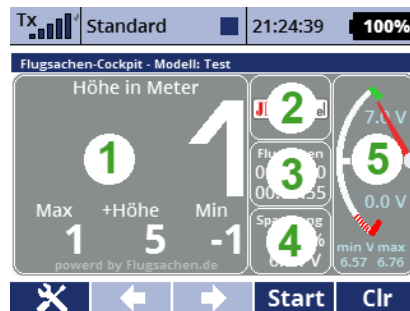 Tx Standard 21:24:39 100%
Flugsachen-Cockpit - Modell: Test
Höhe in Meter
1
1
Max +Höhe Min
1 5 -1
powerd by Flugsachen.de
2
3
4
5
7.0 V
0.0 V
min V max
6.57 6.76
Start Clr